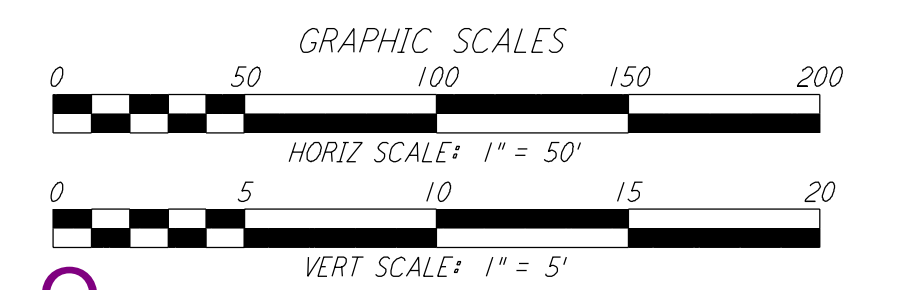 GRAPHIC SCALES
0 50 100 150 200
HORIZ SCALE: 1" = 50'
0 5 10 15 20
VERT SCALE: 1" = 5'